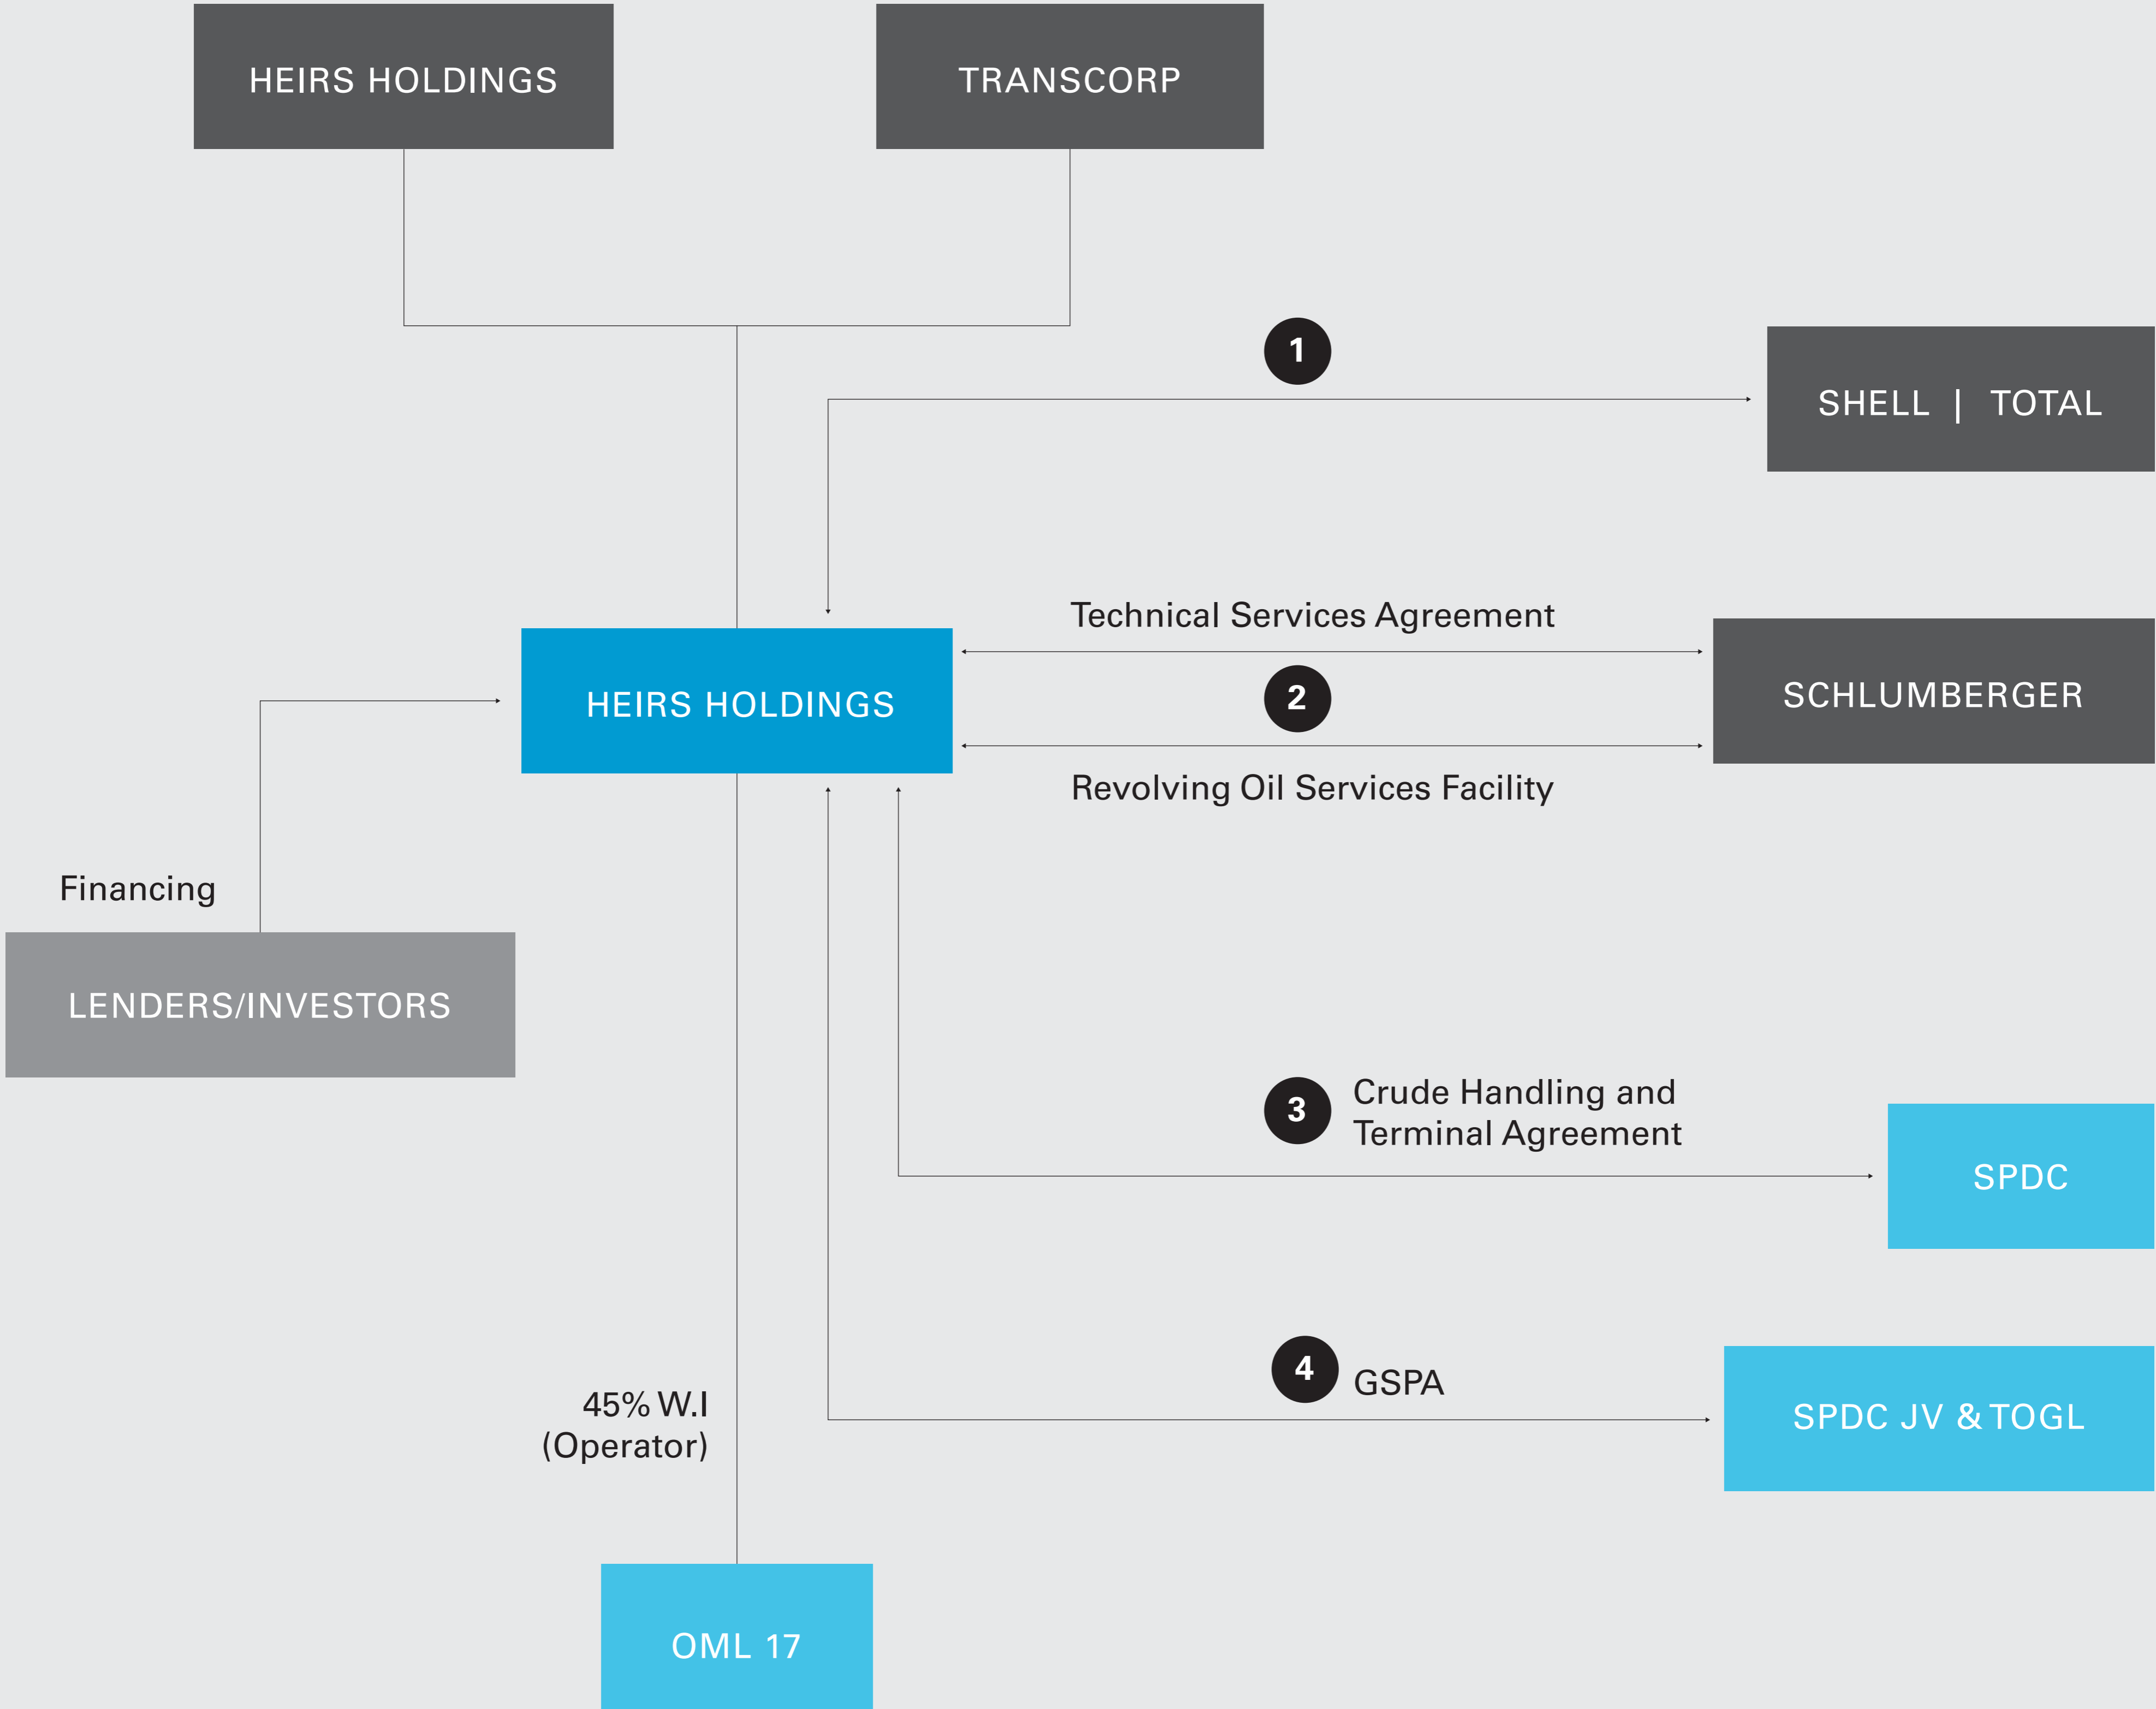 HEIRS HOLDINGS
TRANSCORP
1
SHELL | TOTAL
Technical Services Agreement
HEIRS HOLDINGS
2
SCHLUMBERGER
Revolving Oil Services Facility
Financing
LENDERS/INVESTORS
3
Crude Handling and
Terminal Agreement
SPDC
4
GSPA
45% W.I
(Operator)
SPDC JV & TOGL
OML 17